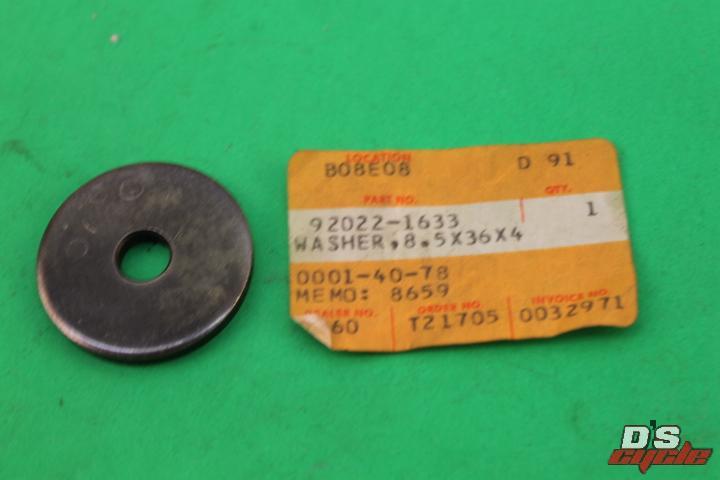 LOCATION
B08E08 D 91
PART NO. QTY.
92022-1633 1
WASHER,8.5X36X4
0001-40-78
MEMO: 8659
DEALER NO. ORDER NO. INVOICE NO.
60 T21705 0032971
D'S
cycle